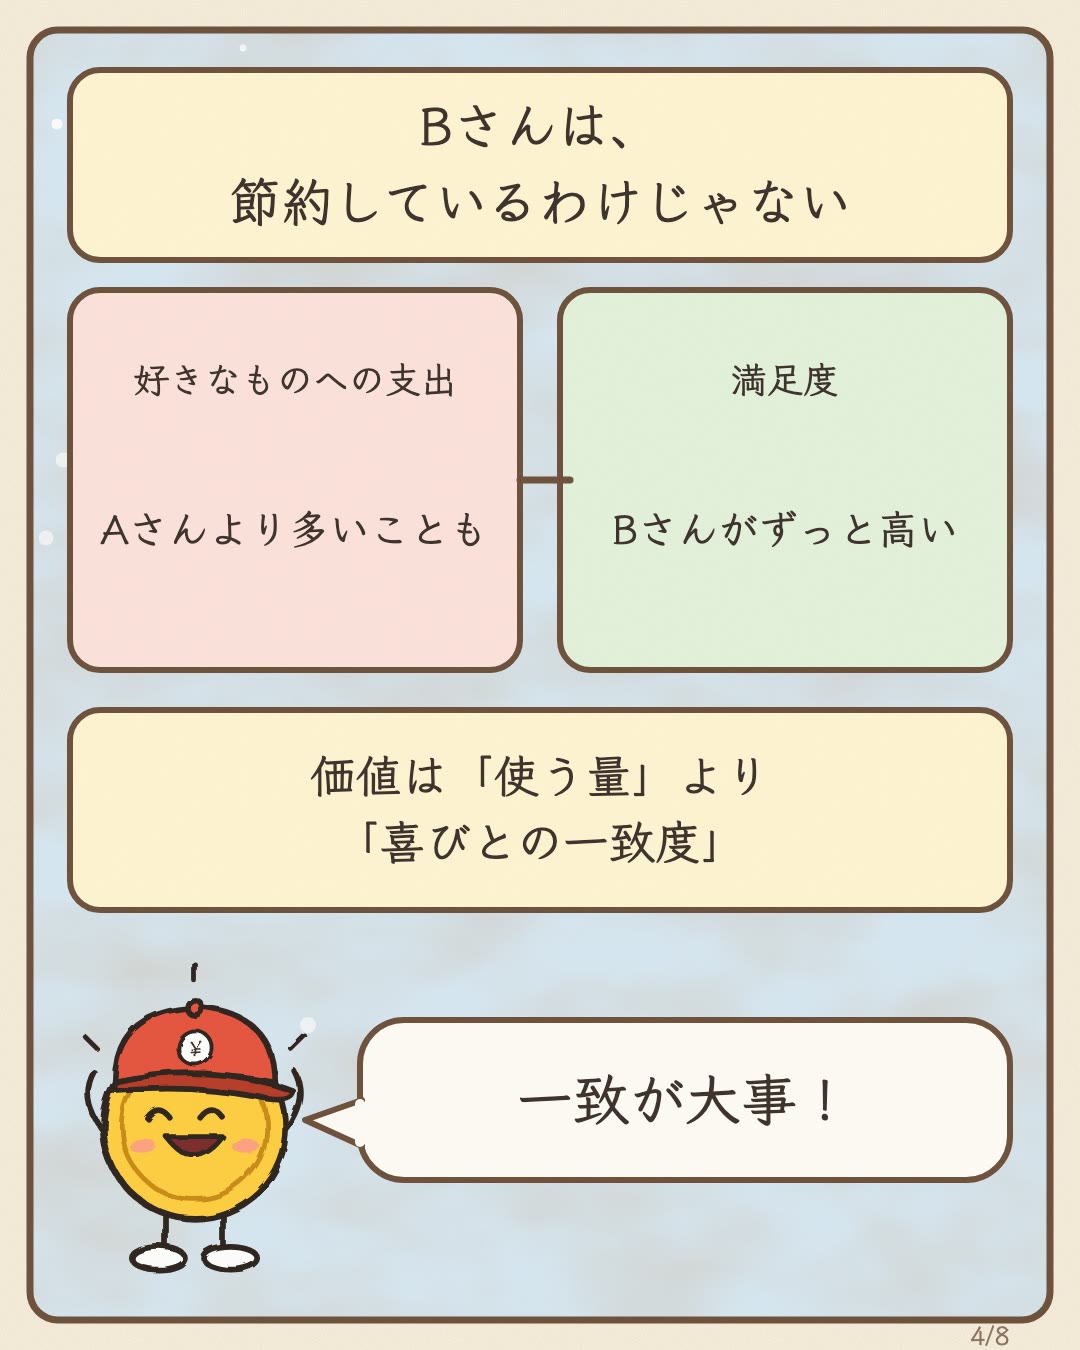 Bさんは、
節約しているわけじゃない
好きなものへの支出
満足度
Aさんより多いことも
Bさんがずっと高い
価値は「使う量」より
「喜びとの一致度」
¥
一致が大事！
4/8